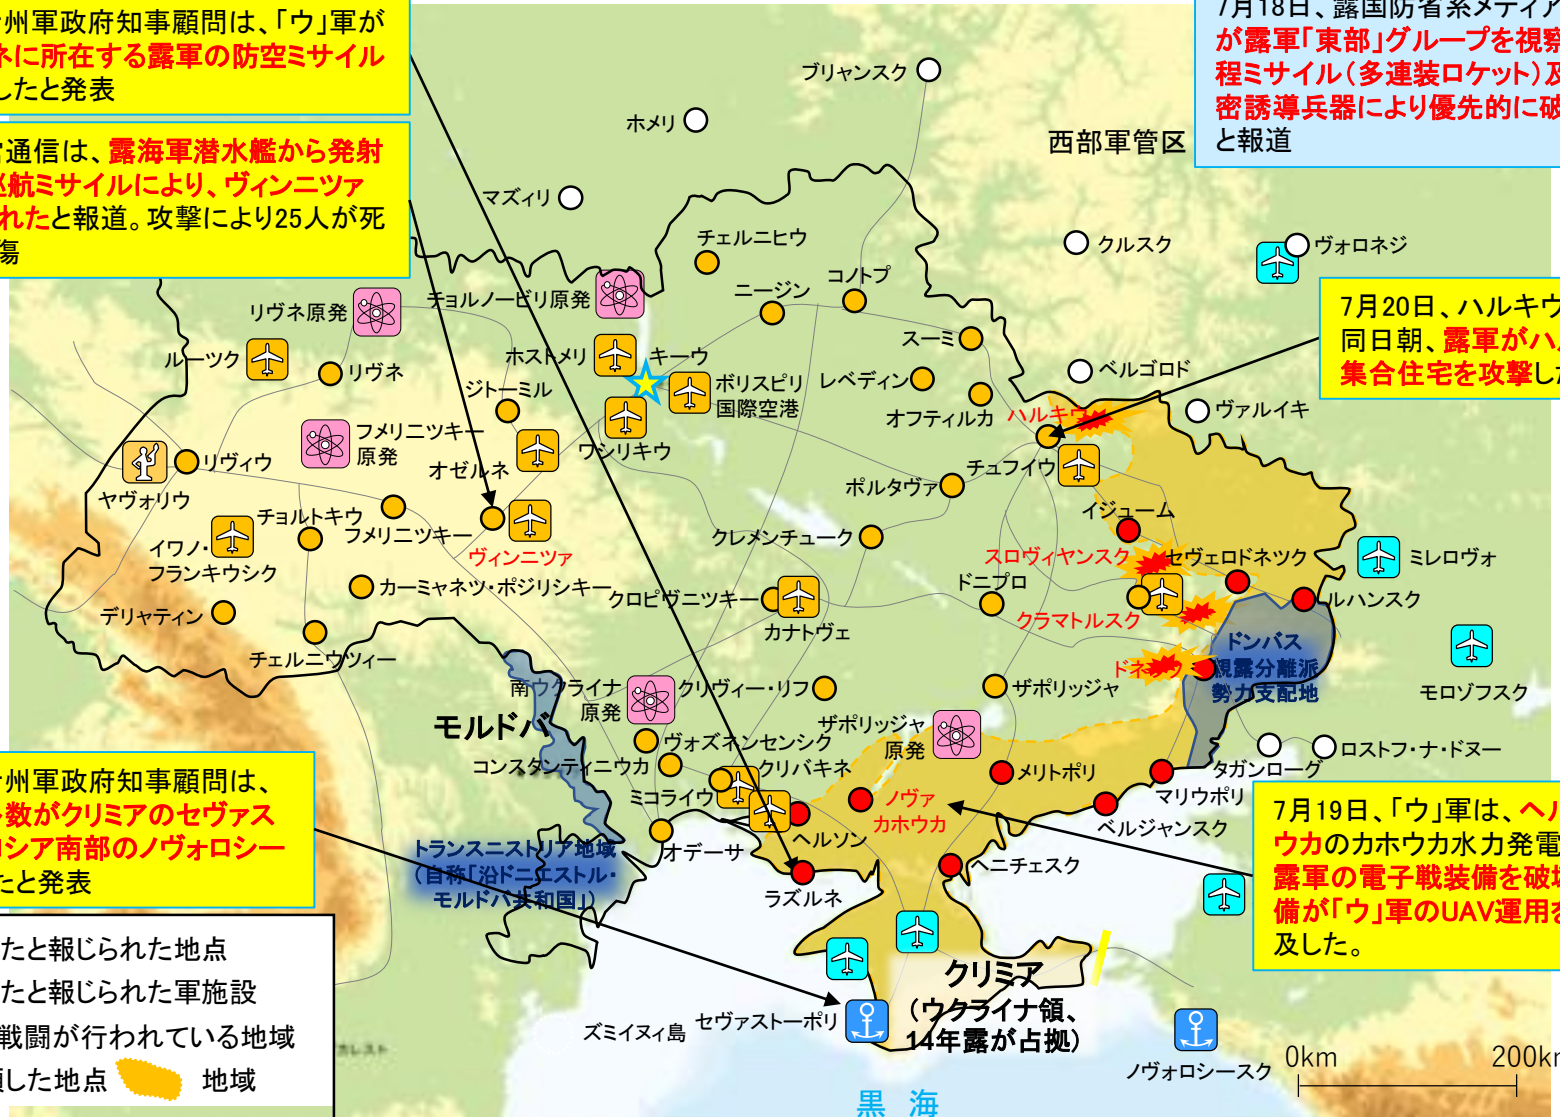 州軍政府知事顧問は、「ウ」軍が
ネに所在する露軍の防空ミサイル
したと発表
営通信は、露海軍潜水艦から発射
巡航ミサイルにより、ヴィンニツァ
れたと報道。攻撃により25人が死
傷
7月18日、露国防省系メディア
が露軍「東部」グループを視察
程ミサイル（多連装ロケット）及
密誘導兵器により優先的に破
と報道
ブリャンスク
ホメリ
西部軍管区
マズィリ
クルスク
ヴォロネジ
チェルニヒウ
コノトプ
ニージン
チョルノービリ原発
リヴネ原発
スーミ
7月20日、ハルキウ
同日朝、露軍がハル
集合住宅を攻撃した
ルーツク
リヴネ
ホストメリ
キーウ
ボリスピリ
国際空港
レベディン
オフティルカ
ベルゴロド
ヴァルイキ
ハルキウ
ジトーミル
フメリニツキー
原発
オゼルネ
ワシリキウ
チュフイウ
ポルタヴァ
リヴィウ
ヤヴォリウ
チョルトキウ
フメリニツキー
ヴィンニツァ
イワノ・
フランキウシク
クレメンチューク
イジューム
スロヴィヤンスク
セヴェロドネツク
ミレロヴォ
カーミャネツ・ポジリシキー
クロピヴニツキー
カナトヴェ
ドニプロ
クラマトルスク
ルハンスク
デリャティン
チェルニウツィー
ドンバス
親露分離派
勢力支配地
モロゾフスク
南ウクライナ
原発
クリヴィー・リフ
ザポリッジャ
ザポリッジャ
原発
モルドバ
ヴォズネンセンシク
コンスタンティニウカ
クリバキネ
ミコライウ
メリトポリ
タガンローグ
ロストフ・ナ・ドヌー
マリウポリ
ベルジャンスク
ノヴァ
カホウカ
ヘルソン
州軍政府知事顧問は、
多数がクリミアのセヴァス
ロシア南部のノヴォロシー
たと発表
7月19日、「ウ」軍は、ヘル
ウカのカホウカ水力発電
露軍の電子戦装備を破壊
備が「ウ」軍のUAV運用を
及した。
トランスニストリア地域
（自称「沿ドニエストル・
モルドバ共和国」）
オデーサ
ラズルネ
ヘニチェスク
クリミア
（ウクライナ領、
14年露が占拠）
ズミイヌィ島
セヴァストーポリ
ノヴォロシースク
黒 海
0km 200km
たと報じられた地点
たと報じられた軍施設
戦闘が行われている地域
した地点 地域